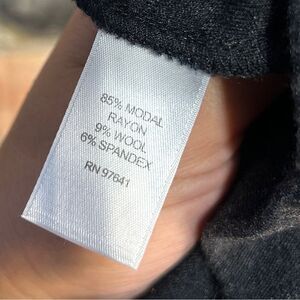 85% MODAL
RAYON
9% WOOL
6% SPANDEX
RN 97641